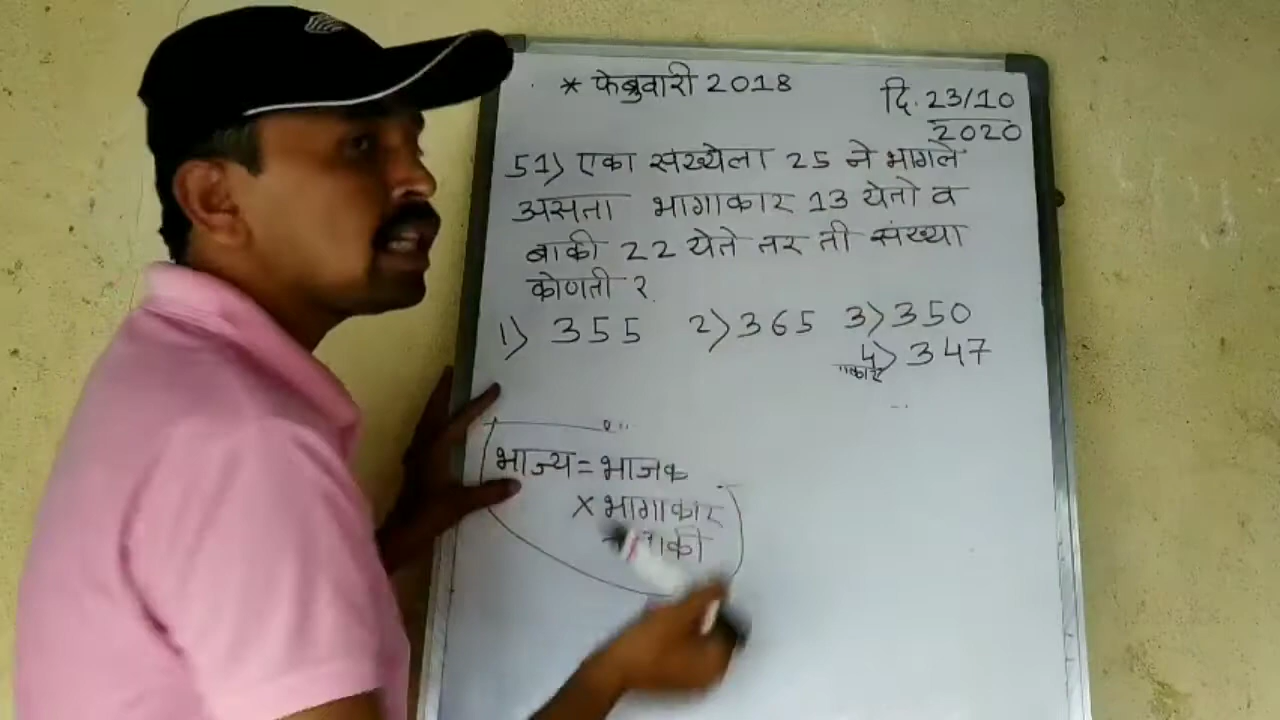 * फेब्रुवारी 2018
दि. 23/10
2020
51) एका संख्येला 25 ने भागले
असता भागाकार 13 येतो व
बाकी 22 येते तर ती संख्या
कोणती ?
1) 355 2) 365 3) 350
4) 347
भाज्य = भाजक
× भागाकार